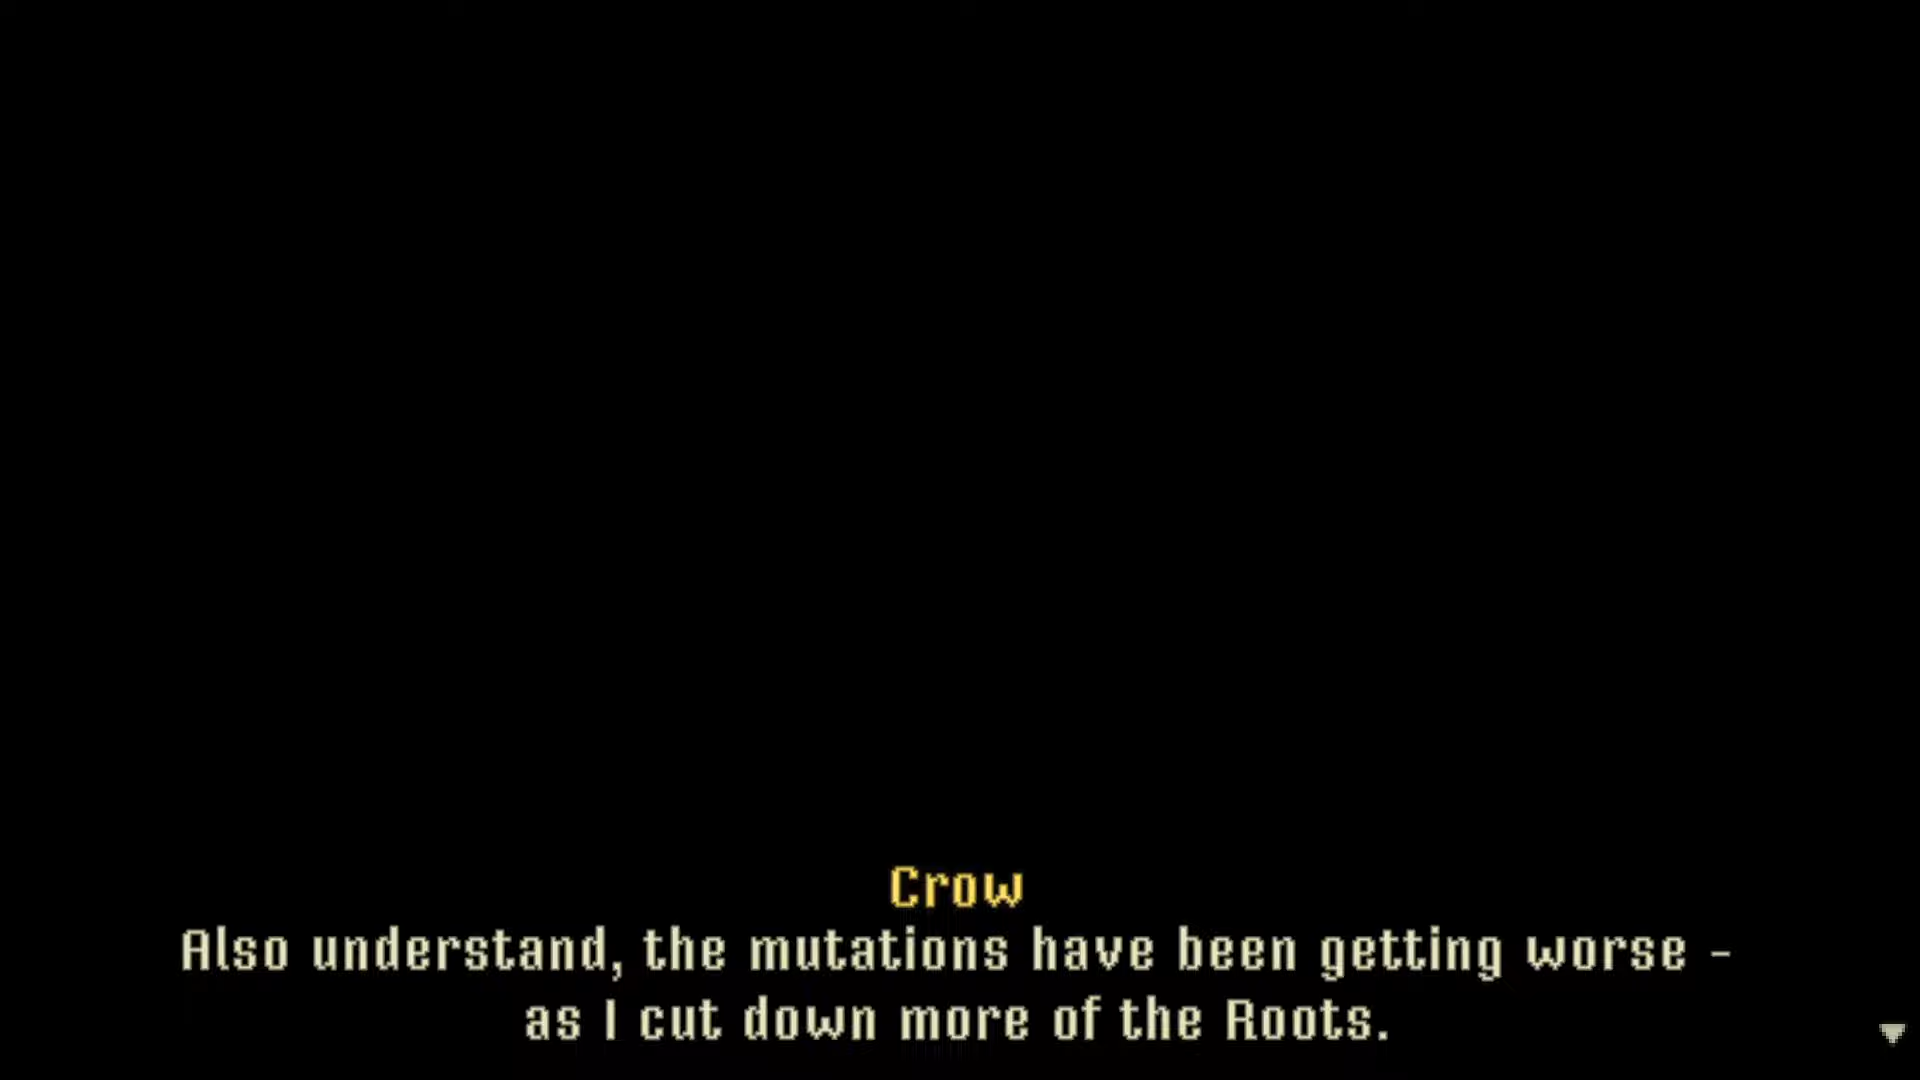 Crow
Also understand, the mutations have been getting worse -
as I cut down more of the Roots.